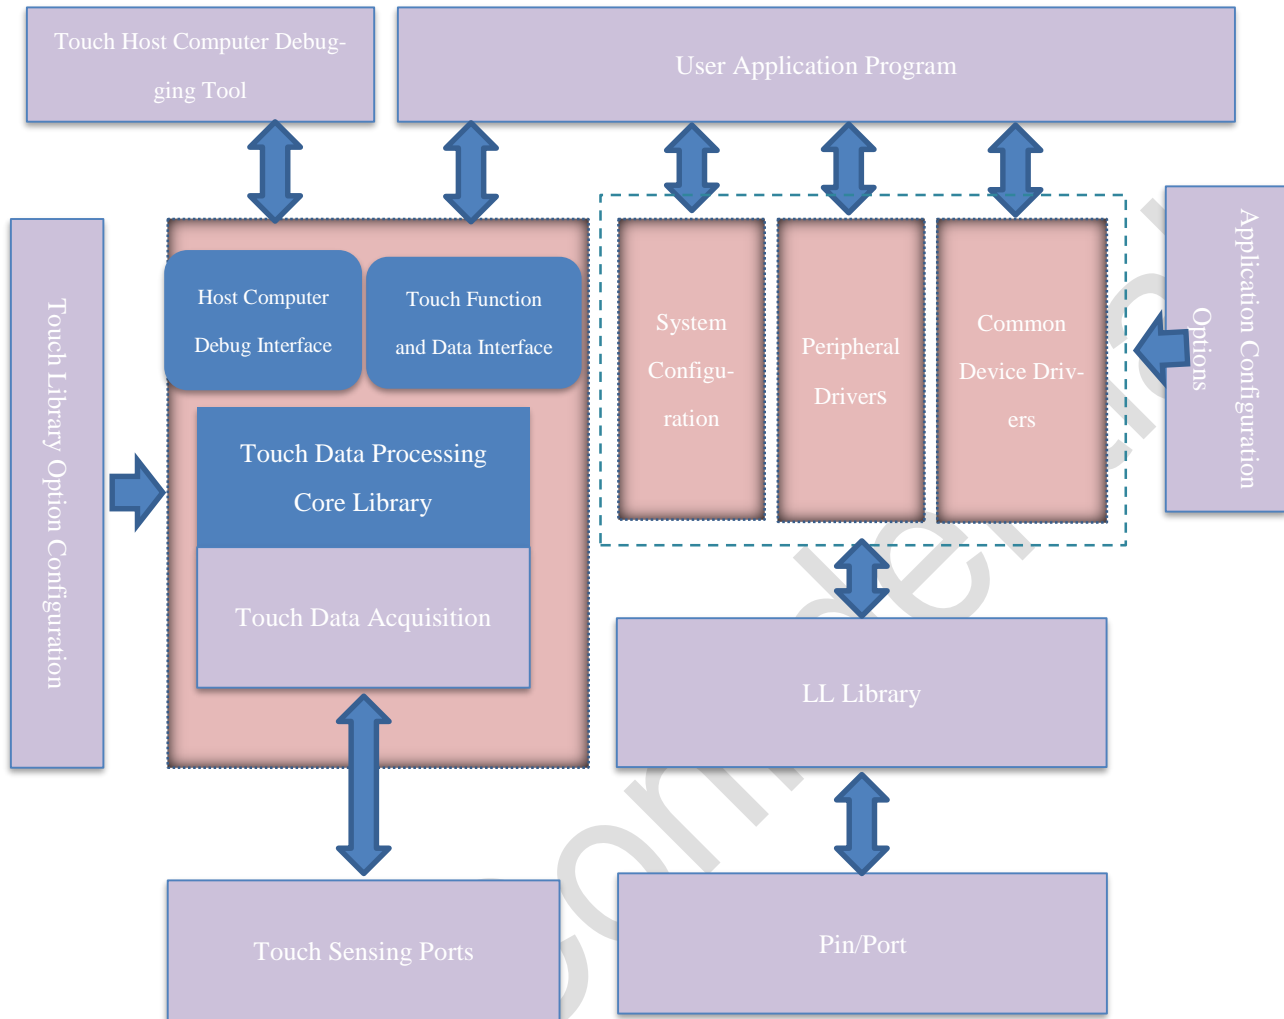 Touch Host Computer Debug-
ging Tool
User Application Program
Touch Library Option Configuration
Host Computer
Debug Interface
Touch Function
and Data Interface
Touch Data Processing
Core Library
Touch Data Acquisition
System
Configu-
ration
Peripheral
Drivers
Common
Device Driv-
ers
Application Configuration
Options
LL Library
Touch Sensing Ports
Pin/Port